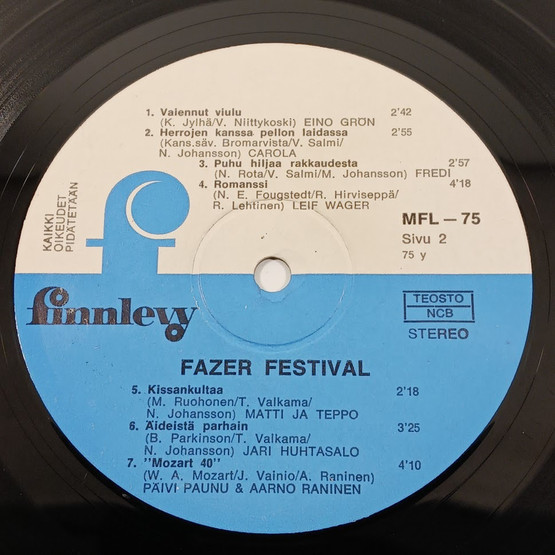 1. Vaiennut viulu 2'42
(K. Jylhä/V. Niittykoski) EINO GRÖN
2. Herrojen kanssa pellon laidassa 2'55
(Kans.säv. Bromarvista/V. Salmi/
N. Johansson) CAROLA
3. Puhu hiljaa rakkaudesta 2'57
(N. Rota/V. Salmi/M. Johansson) FREDI
4. Romanssi 4'18
(N. E. Fougstedt/R. Hirviseppä/
R. Lehtinen) LEIF WAGER
KAIKKI
OIKEUDET
PIDÄTETÄÄN
MFL – 75
Sivu 2
75 y
f
finnlevy
TEOSTO
NCB
STEREO
FAZER FESTIVAL
5. Kissankultaa 2'18
(M. Ruohonen/T. Valkama/
N. Johansson) MATTI JA TEPPO
6. Äideistä parhain 3'25
(B. Parkinson/T. Valkama/
N. Johansson) JARI HUHTASALO
7. "Mozart 40" 4'10
(W. A. Mozart/J. Vainio/A. Raninen)
PÄIVI PAUNU & AARNO RANINEN